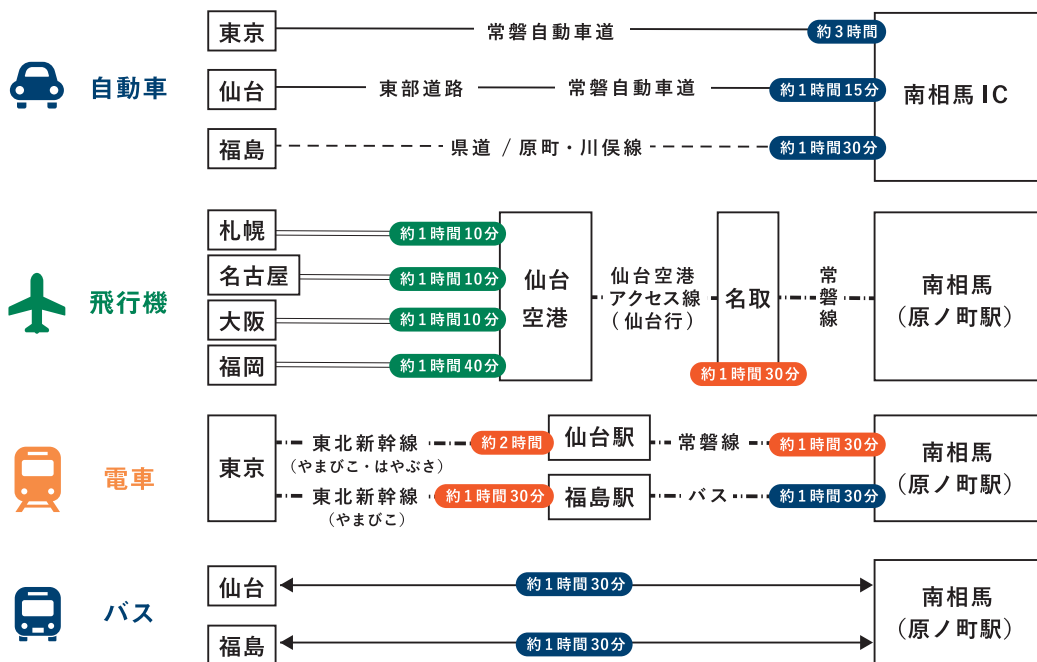 自動車
東京
常磐自動車道
約3時間
仙台
東部道路
常磐自動車道
約1時間15分
福島
県道 / 原町・川俣線
約1時間30分
南相馬IC
飛行機
札幌
約1時間10分
名古屋
約1時間10分
大阪
約1時間10分
福岡
約1時間40分
仙台
空港
仙台空港
アクセス線
(仙台行)
名取
約1時間30分
常磐線
南相馬
(原ノ町駅)
電車
東京
東北新幹線
(やまびこ・はやぶさ)
約2時間
仙台駅
常磐線
約1時間30分
東北新幹線
(やまびこ)
約1時間30分
福島駅
バス
約1時間30分
南相馬
(原ノ町駅)
バス
仙台
約1時間30分
福島
約1時間30分
南相馬
(原ノ町駅)